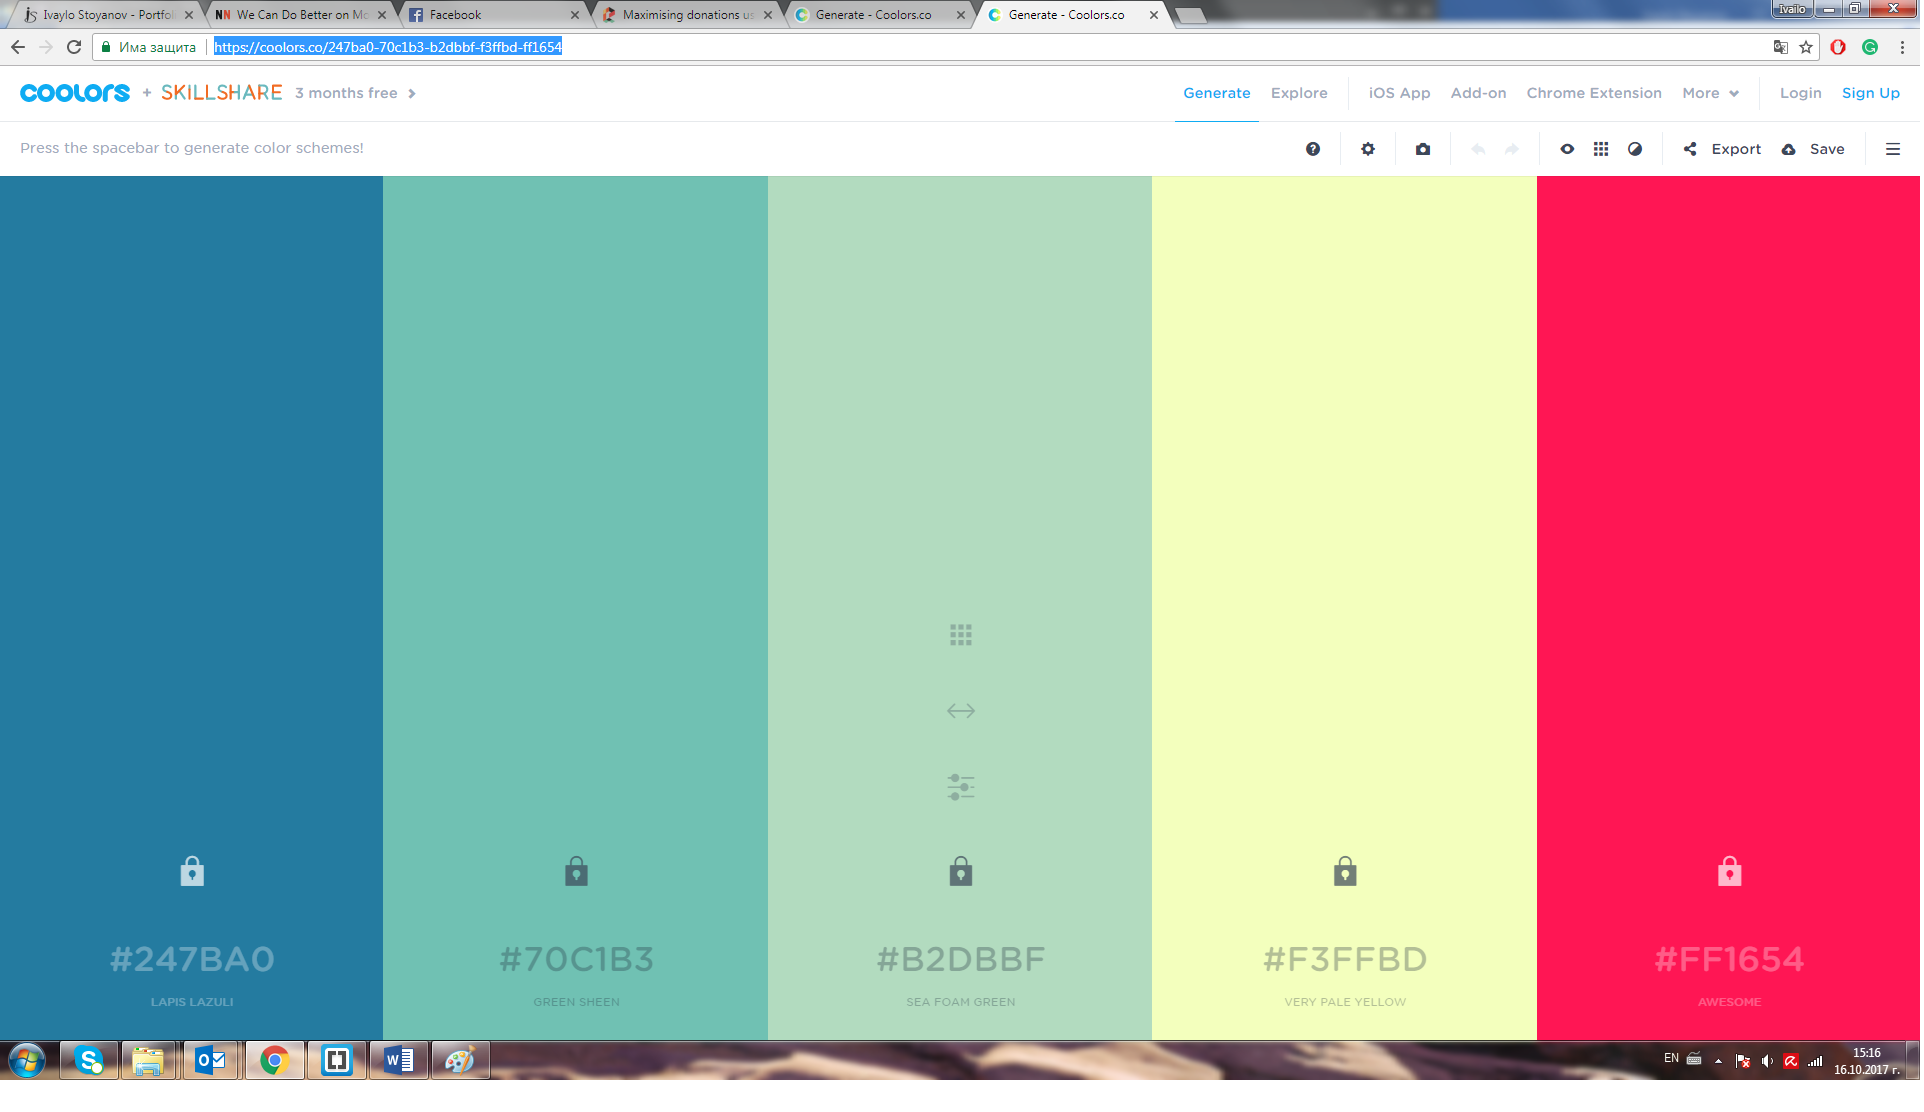 Ivaylo Stoyanov - Portfoli
We Can Do Better on Mo
Facebook
Maximising donations us
Generate - Coolors.co
Generate - Coolors.co
Ivailo
Има защита
https://coolors.co/247ba0-70c1b3-b2dbbf-f3ffbd-ff1654
coolors + SKILLSHARE 3 months free
Generate Explore iOS App Add-on Chrome Extension More Login Sign Up
Press the spacebar to generate color schemes!
Export Save
#247BA0
LAPIS LAZULI
#70C1B3
GREEN SHEEN
#B2DBBF
SEA FOAM GREEN
#F3FFBD
VERY PALE YELLOW
#FF1654
AWESOME
EN
15:16
16.10.2017 г.